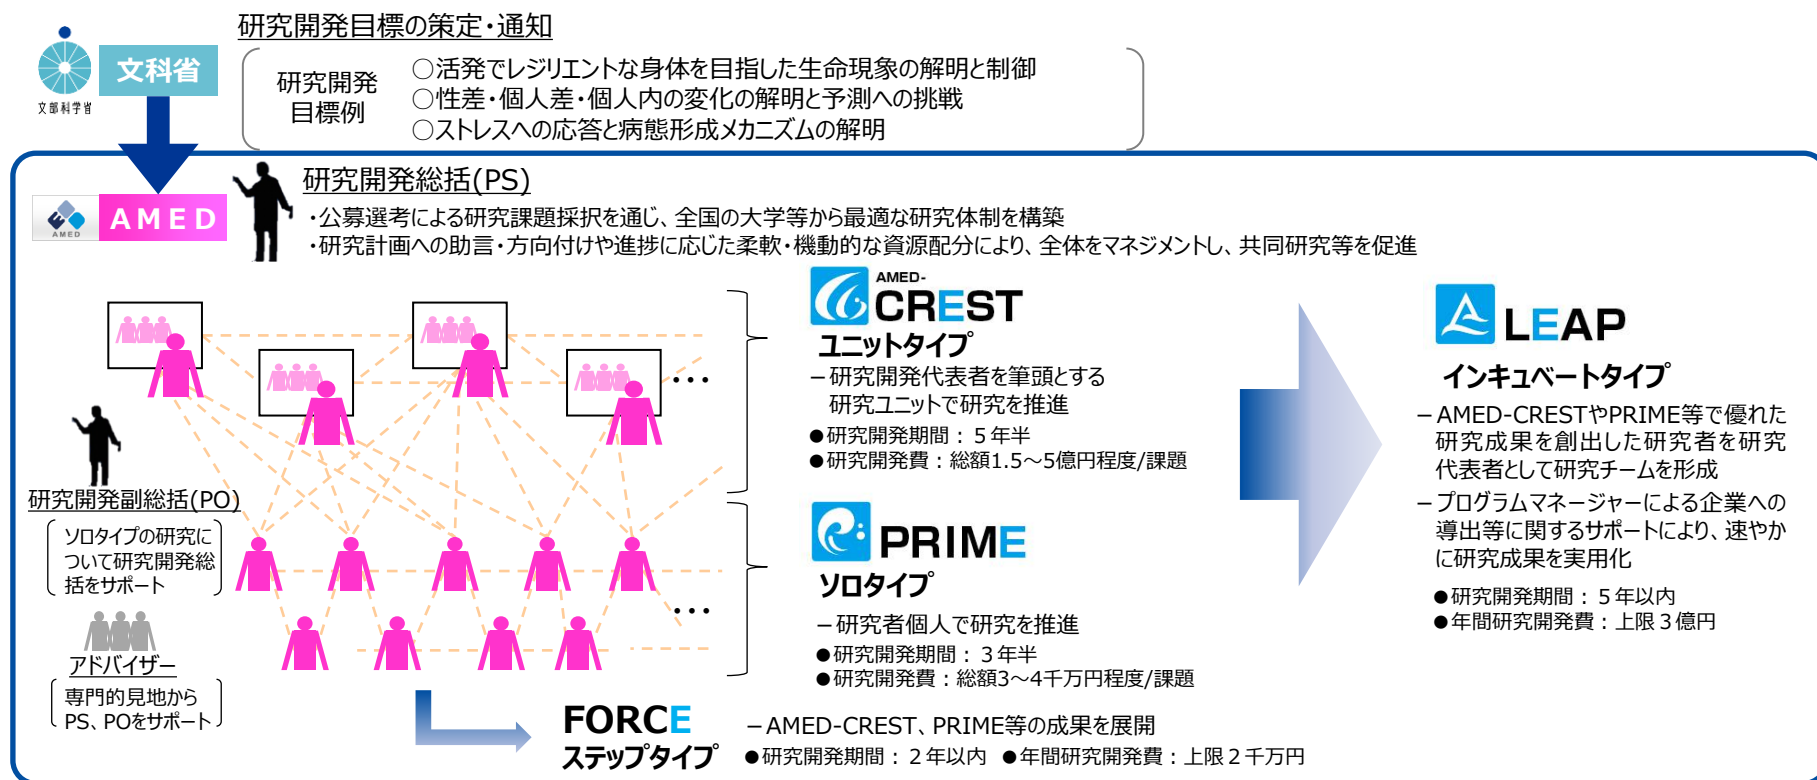 研究開発目標の策定・通知
文科省
文部科学省
研究開発
目標例
○活発でレジリエントな身体を目指した生命現象の解明と制御
○性差・個人差・個人内の変化の解明と予測への挑戦
○ストレスへの応答と病態形成メカニズムの解明
AMED
AMED
研究開発総括(PS)
・公募選考による研究課題採択を通じ、全国の大学等から最適な研究体制を構築
・研究計画への助言・方向付けや進捗に応じた柔軟・機動的な資源配分により、全体をマネジメントし、共同研究等を促進
…
研究開発副総括(PO)
ソロタイプの研究に
ついて研究開発総
括をサポート
アドバイザー
専門的見地から
PS、POをサポート
…
AMED-
CREST
ユニットタイプ
－研究開発代表者を筆頭とする
研究ユニットで研究を推進
●研究開発期間：５年半
●研究開発費：総額1.5～5億円程度/課題
PRIME
ソロタイプ
－研究者個人で研究を推進
●研究開発期間：３年半
●研究開発費：総額3～4千万円程度/課題
FORCE
ステップタイプ
－AMED-CREST、PRIME等の成果を展開
●研究開発期間：２年以内 ●年間研究開発費：上限２千万円
LEAP
インキュベートタイプ
－AMED-CRESTやPRIME等で優れた
研究成果を創出した研究者を研究
代表者として研究チームを形成
－プログラムマネージャーによる企業への
導出等に関するサポートにより、速やか
に研究成果を実用化
●研究開発期間：５年以内
●年間研究開発費：上限３億円